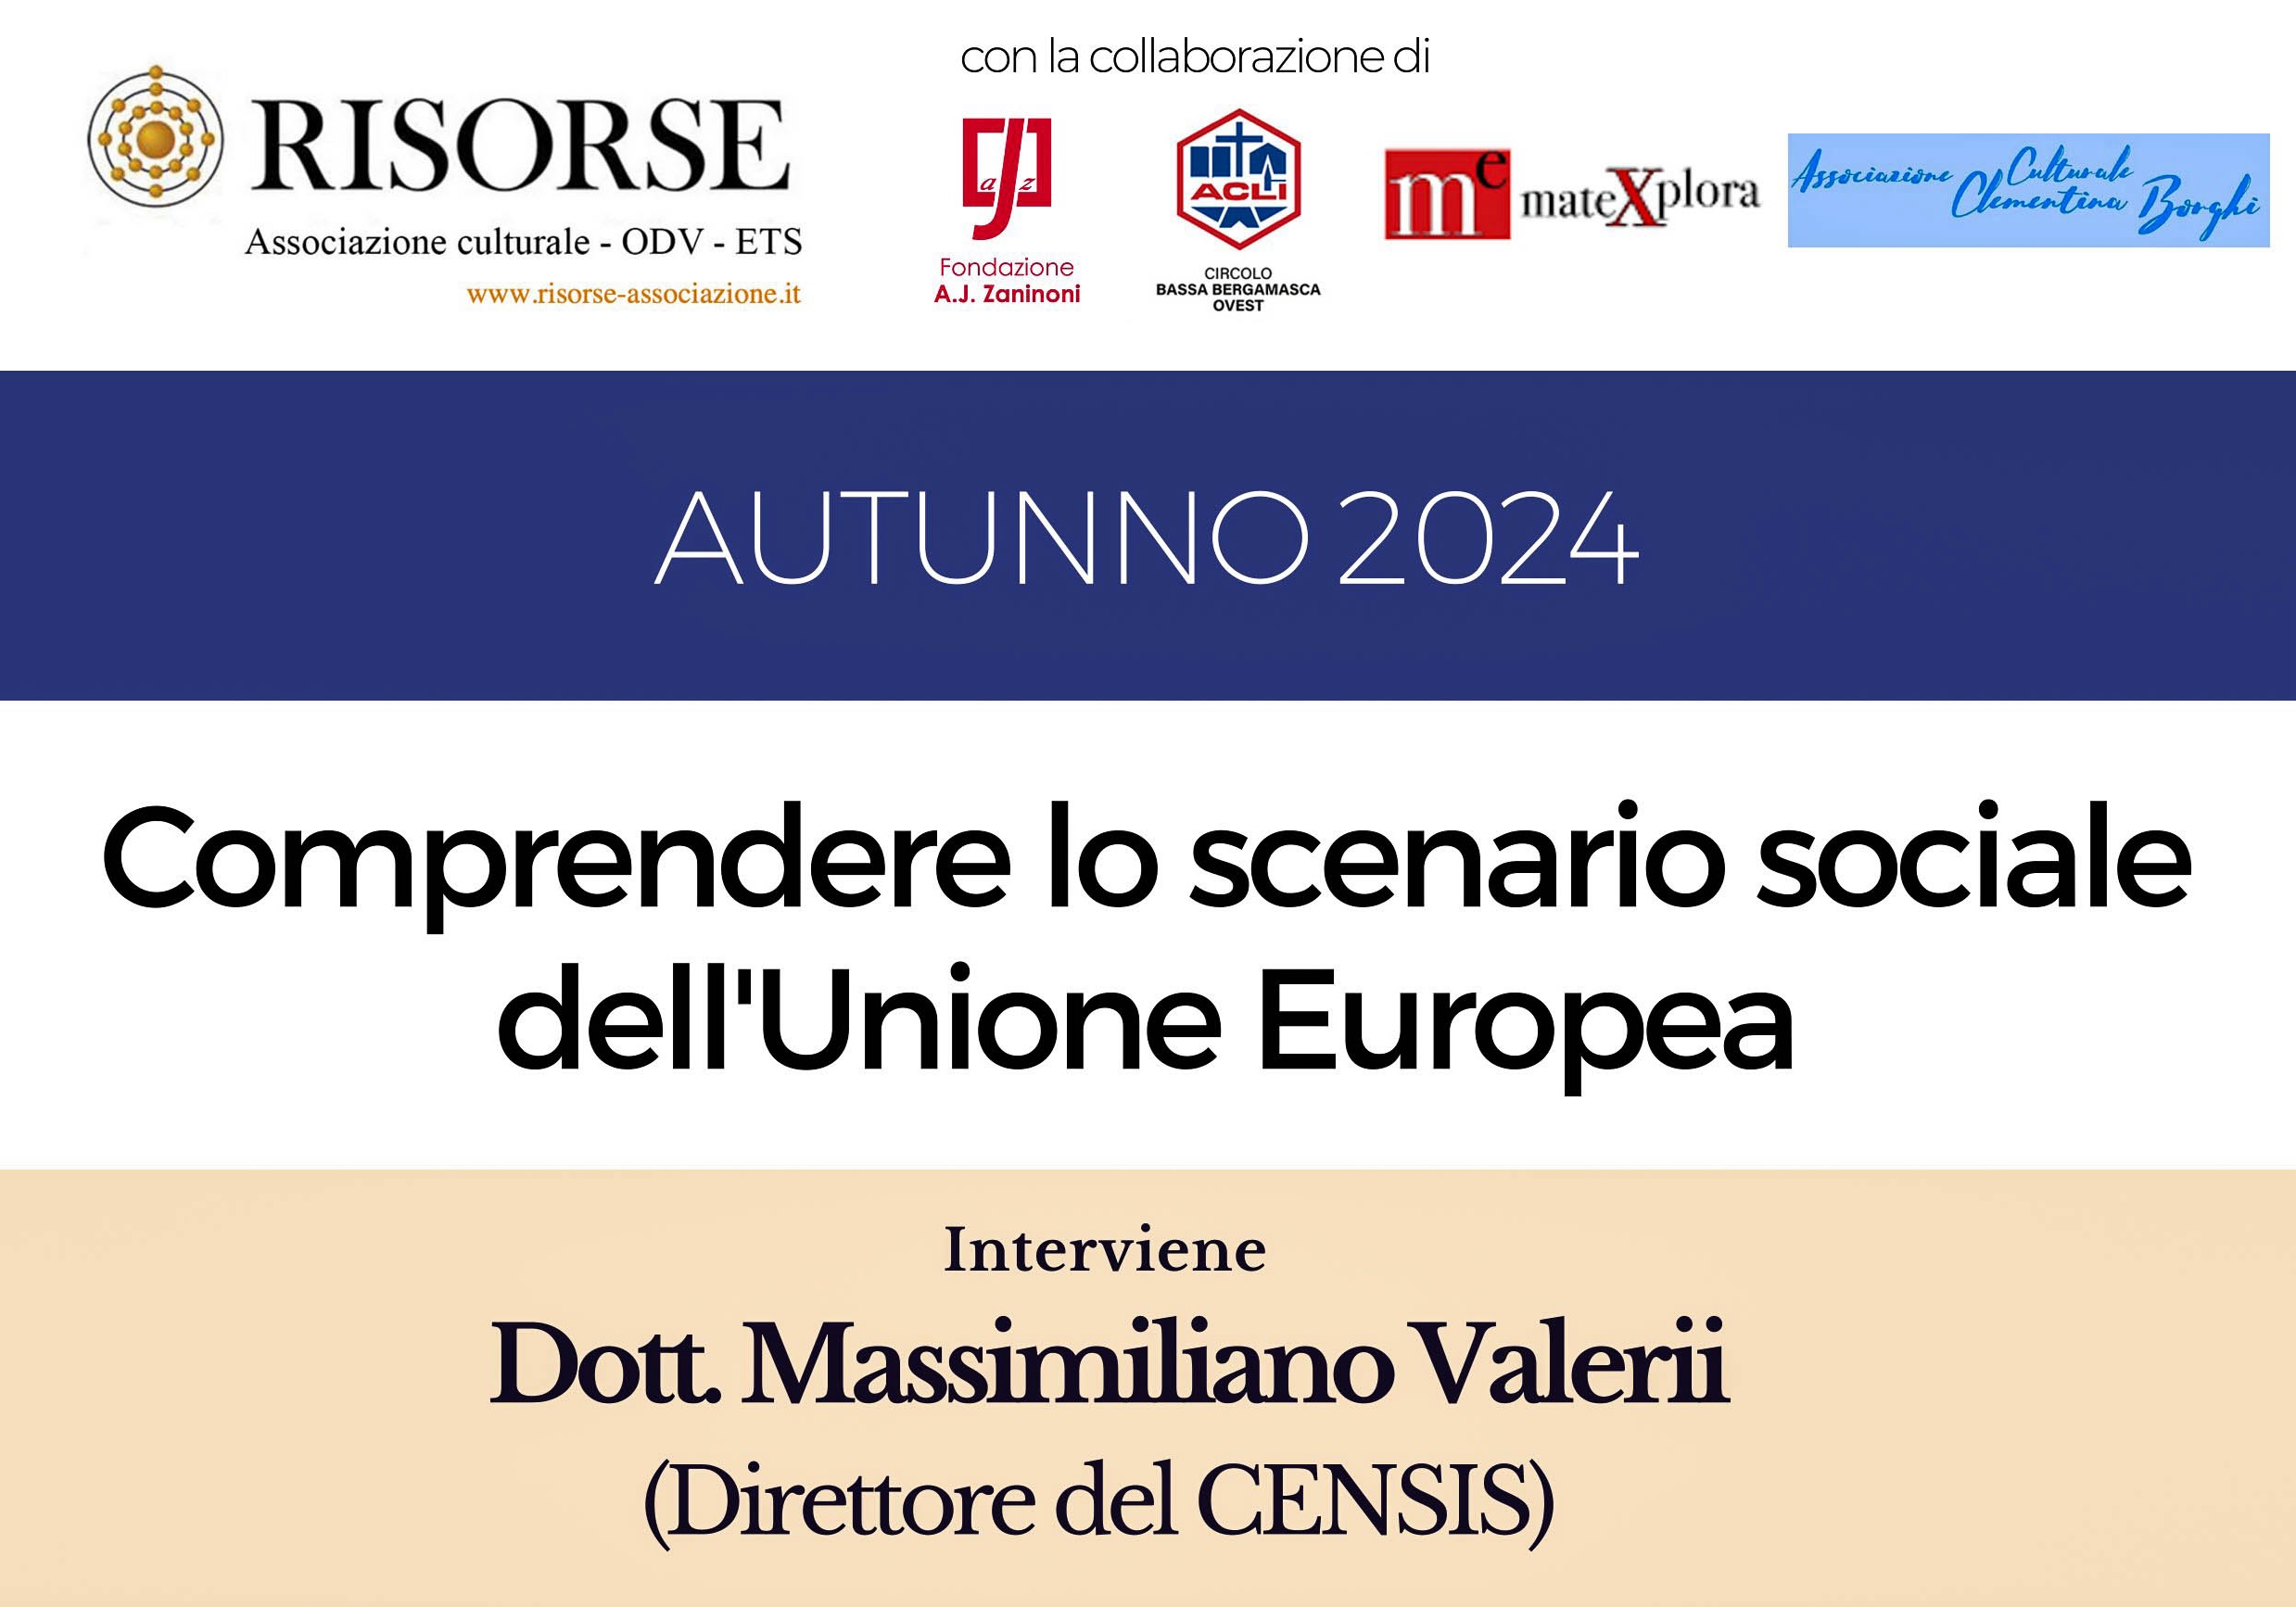 RISORSE
Associazione culturale - ODV - ETS
www.risorse-associazione.it
con la collaborazione di
a J z
Fondazione
A.J. Zaninoni
ACLI
CIRCOLO
BASSA BERGAMASCA
OVEST
me mateXplora
Associazione Culturale
Clementina Borghi
AUTUNNO 2024
Comprendere lo scenario sociale
dell'Unione Europea
Interviene
Dott. Massimiliano Valerii
(Direttore del CENSIS)